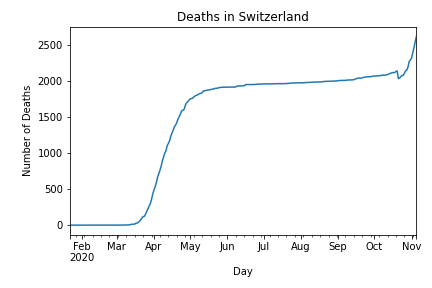 Deaths in Switzerland
Number of Deaths
2500
2000
1500
1000
500
0
Feb Mar Apr May Jun Jul Aug Sep Oct Nov
2020
Day